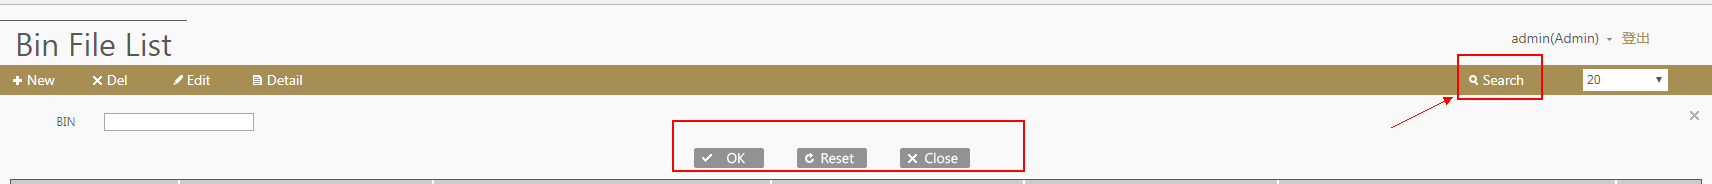 Bin File List
admin(Admin) 登出
New Del Edit Detail Search 20
BIN
OK Reset Close